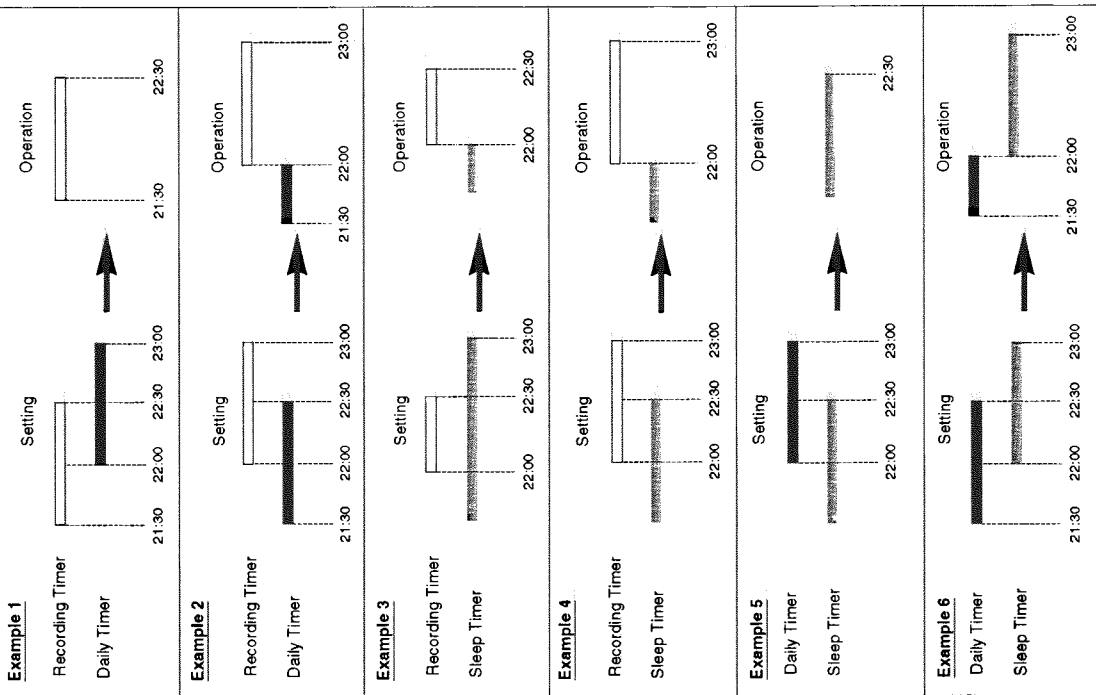 Example 1
Setting
Operation
Recording Timer
Daily Timer
21:30 22:00 22:30 23:00
21:30 22:30
Example 2
Setting
Operation
Recording Timer
Daily Timer
21:30 22:00 22:30 23:00
21:30 22:00 23:00
Example 3
Setting
Operation
Recording Timer
Sleep Timer
22:00 22:30 23:00
22:00 22:30
Example 4
Setting
Operation
Recording Timer
Sleep Timer
22:00 22:30 23:00
22:00 23:00
Example 5
Setting
Operation
Daily Timer
Sleep Timer
22:00 22:30 23:00
22:30
Example 6
Setting
Operation
Daily Timer
Sleep Timer
21:30 22:00 22:30 23:00
21:30 22:00 23:00